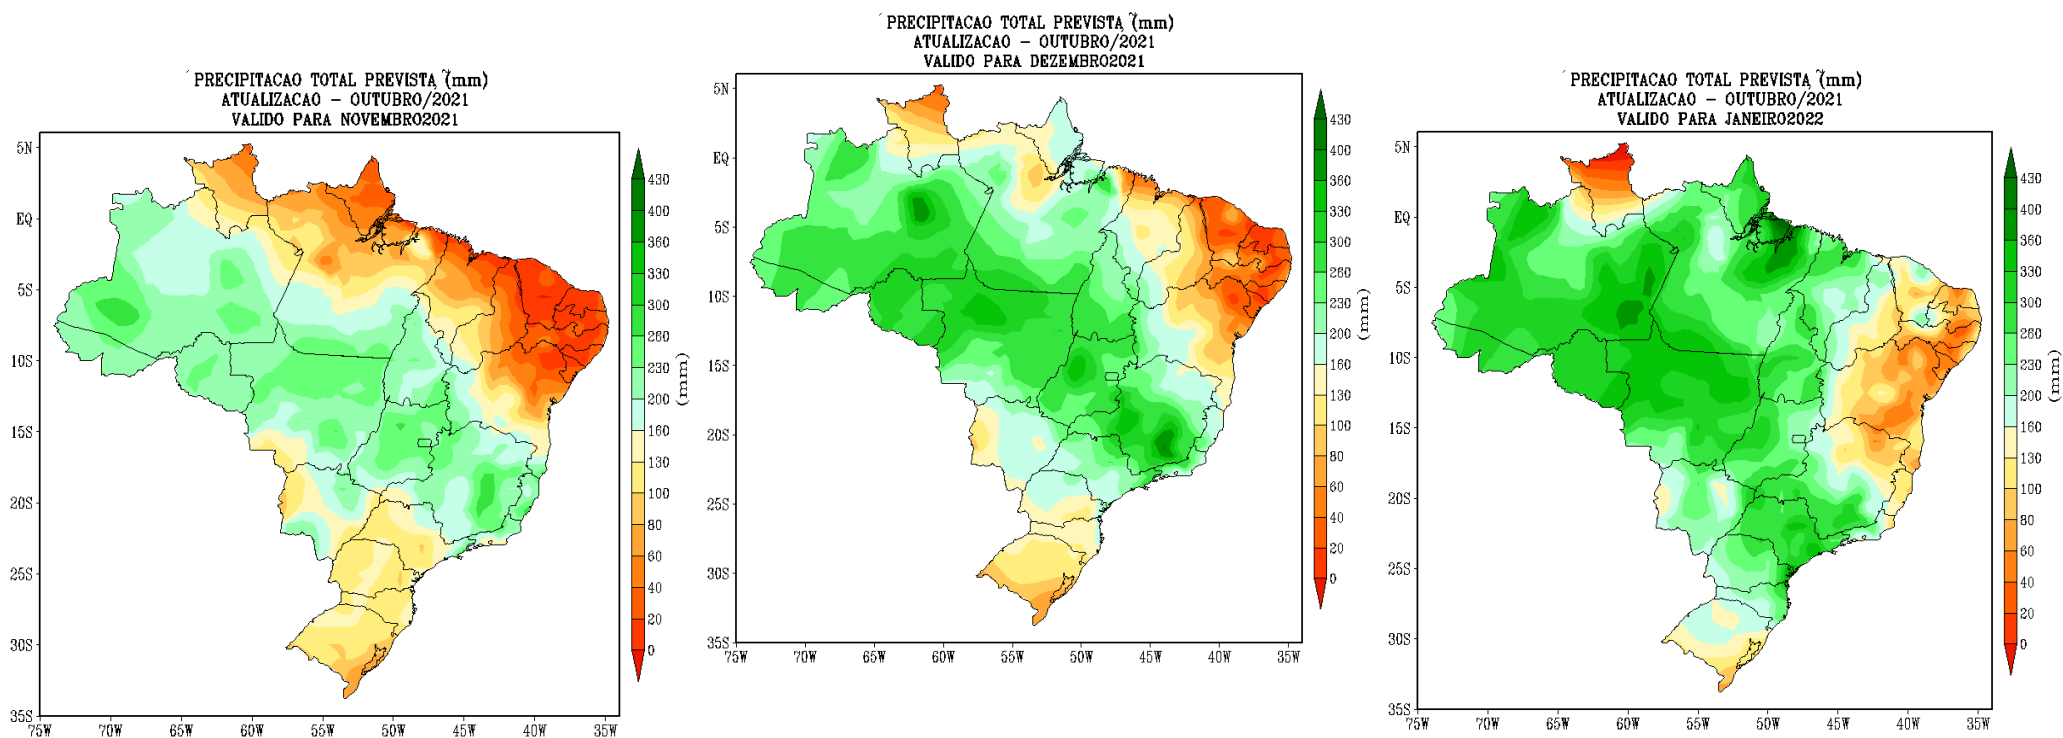 PRECIPITACAO TOTAL PREVISTA (mm)
ATUALIZACAO - OUTUBRO/2021
VALIDO PARA NOVEMBRO2021
5N
EQ
5S
10S
15S
20S
25S
30S
35S
75W 70W 65W 60W 55W 50W 45W 40W 35W
430
400
360
330
300
260
230
200
160
130
100
80
60
40
20
0
(mm)
PRECIPITACAO TOTAL PREVISTA (mm)
ATUALIZACAO - OUTUBRO/2021
VALIDO PARA DEZEMBRO2021
5N
EQ
5S
10S
15S
20S
25S
30S
35S
75W 70W 65W 60W 55W 50W 45W 40W 35W
430
400
360
330
300
260
230
200
160
130
100
80
60
40
20
0
(mm)
PRECIPITACAO TOTAL PREVISTA (mm)
ATUALIZACAO - OUTUBRO/2021
VALIDO PARA JANEIRO2022
5N
EQ
5S
10S
15S
20S
25S
30S
35S
75W 70W 65W 60W 55W 50W 45W 40W 35W
430
400
360
330
300
260
230
200
160
130
100
80
60
40
20
0
(mm)